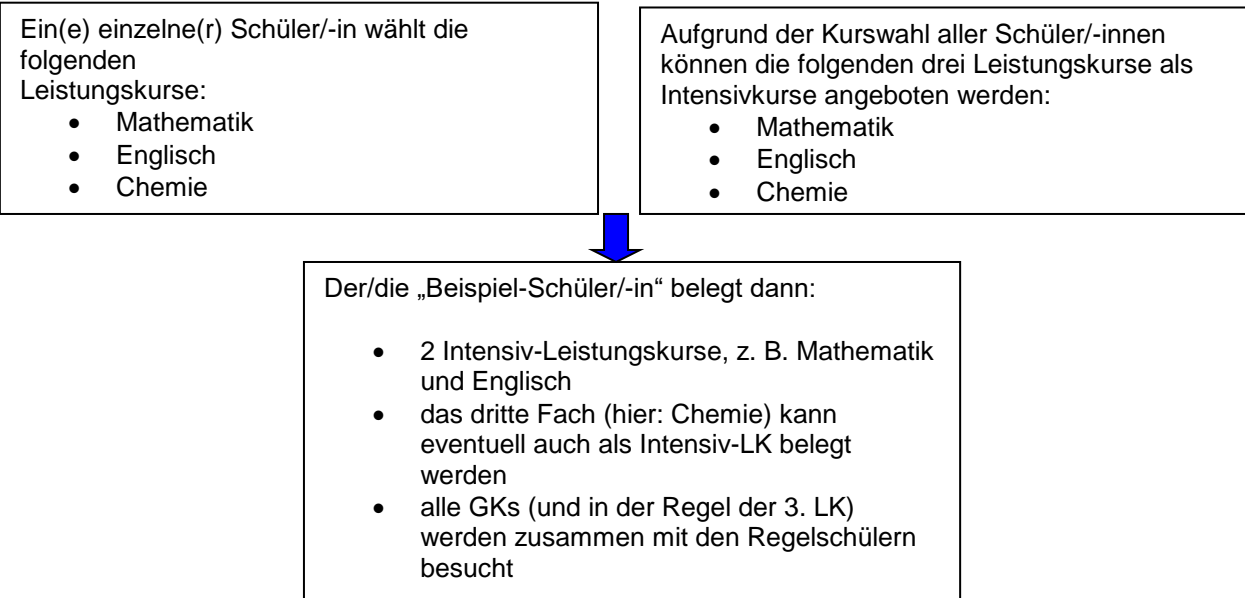 Ein(e) einzelne(r) Schüler/-in wählt die
folgenden
Leistungskurse:
• Mathematik
• Englisch
• Chemie
Aufgrund der Kurswahl aller Schüler/-innen
können die folgenden drei Leistungskurse als
Intensivkurse angeboten werden:
• Mathematik
• Englisch
• Chemie
Der/die „Beispiel-Schüler/-in“ belegt dann:
• 2 Intensiv-Leistungskurse, z. B. Mathematik
und Englisch
• das dritte Fach (hier: Chemie) kann
eventuell auch als Intensiv-LK belegt
werden
• alle GKs (und in der Regel der 3. LK)
werden zusammen mit den Regelschülern
besucht